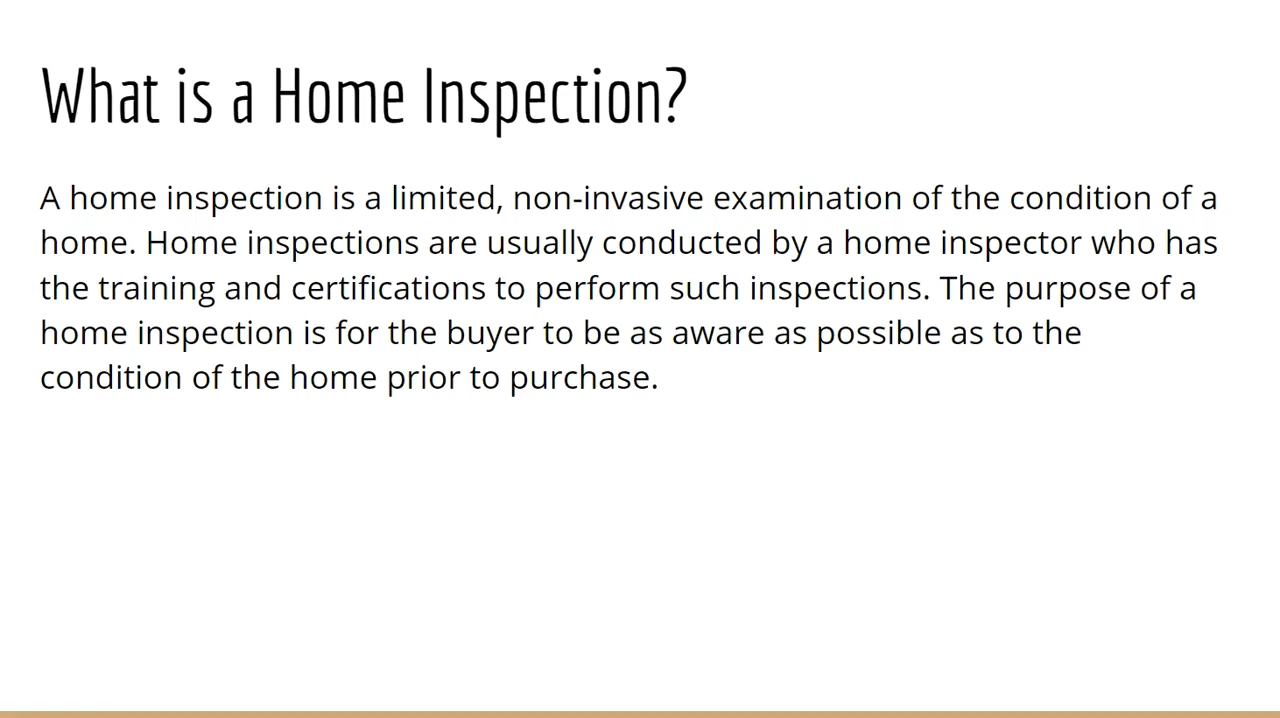 What is a Home Inspection?
A home inspection is a limited, non-invasive examination of the condition of a
home. Home inspections are usually conducted by a home inspector who has
the training and certifications to perform such inspections. The purpose of a
home inspection is for the buyer to be as aware as possible as to the
condition of the home prior to purchase.